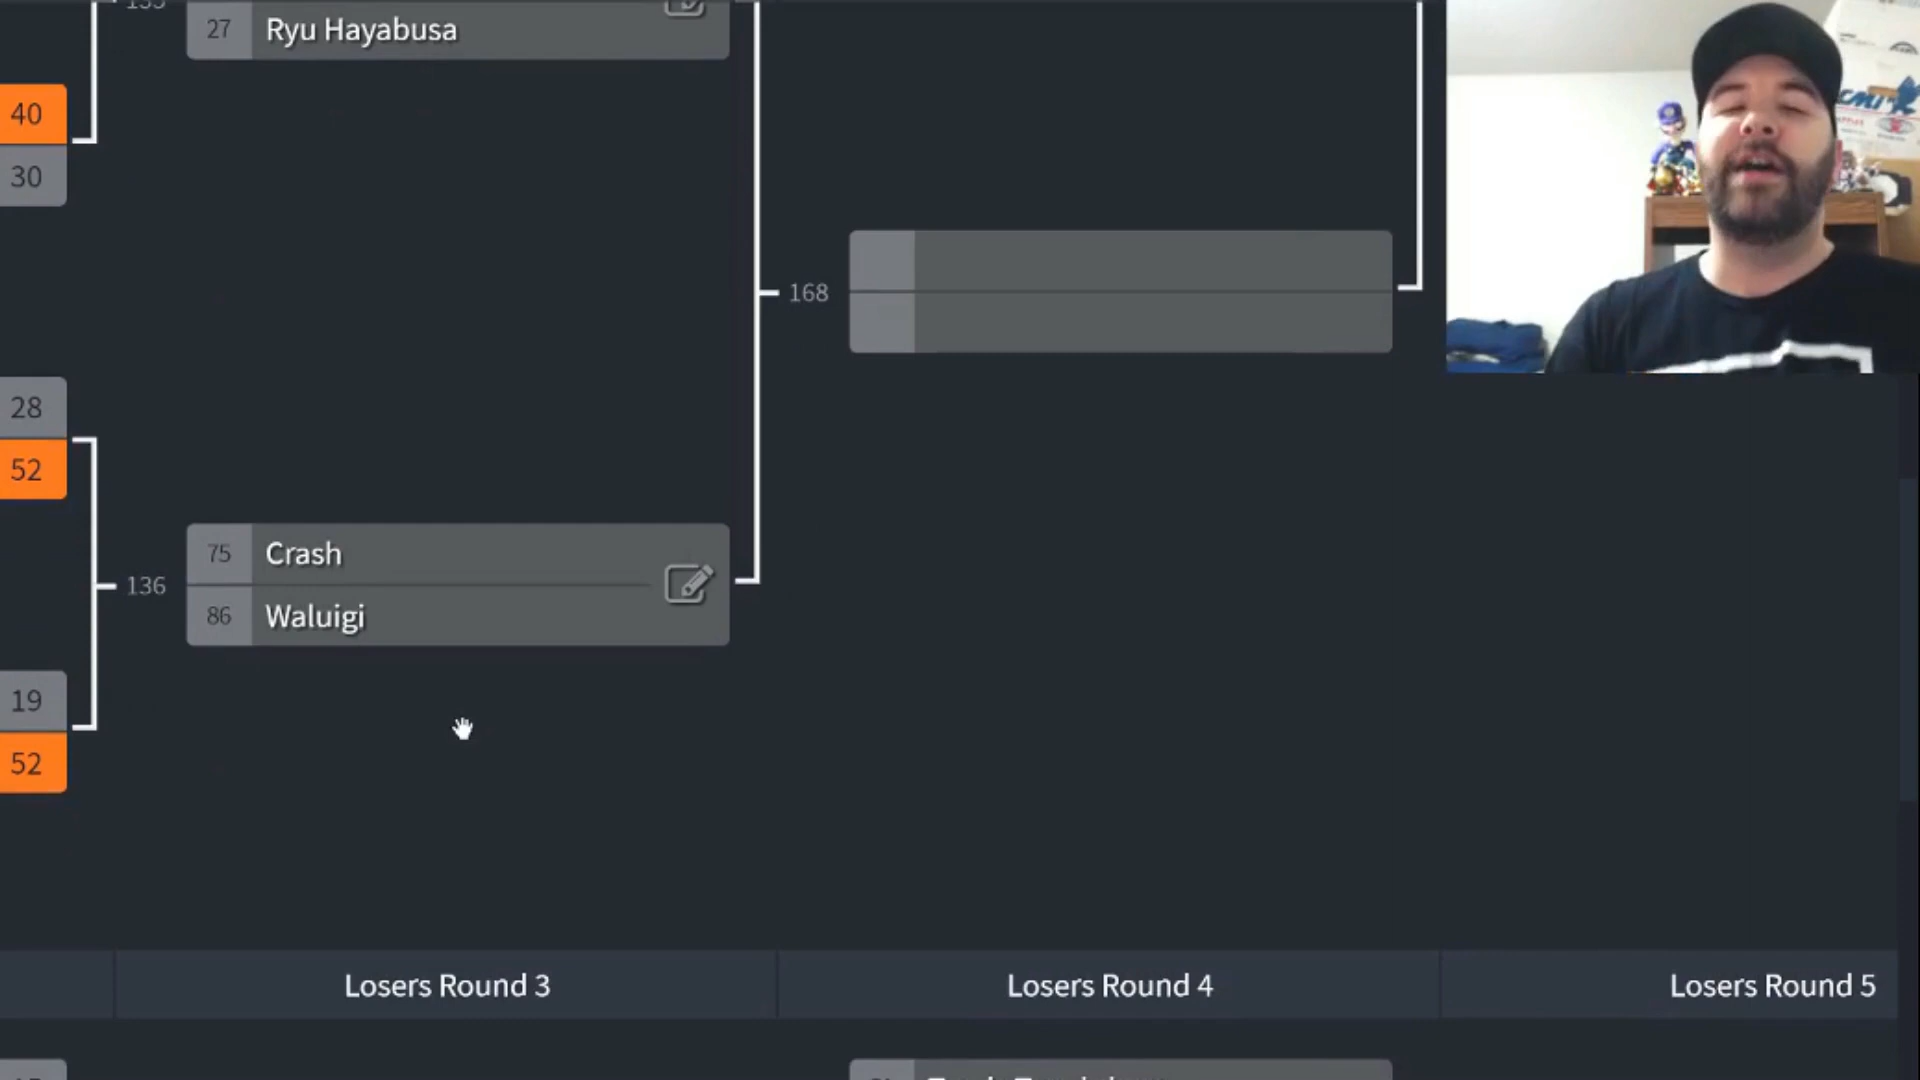 27 Ryu Hayabusa
40
30
168
28
52
75 Crash
136
86 Waluigi
19
52
Losers Round 3
Losers Round 4
Losers Round 5